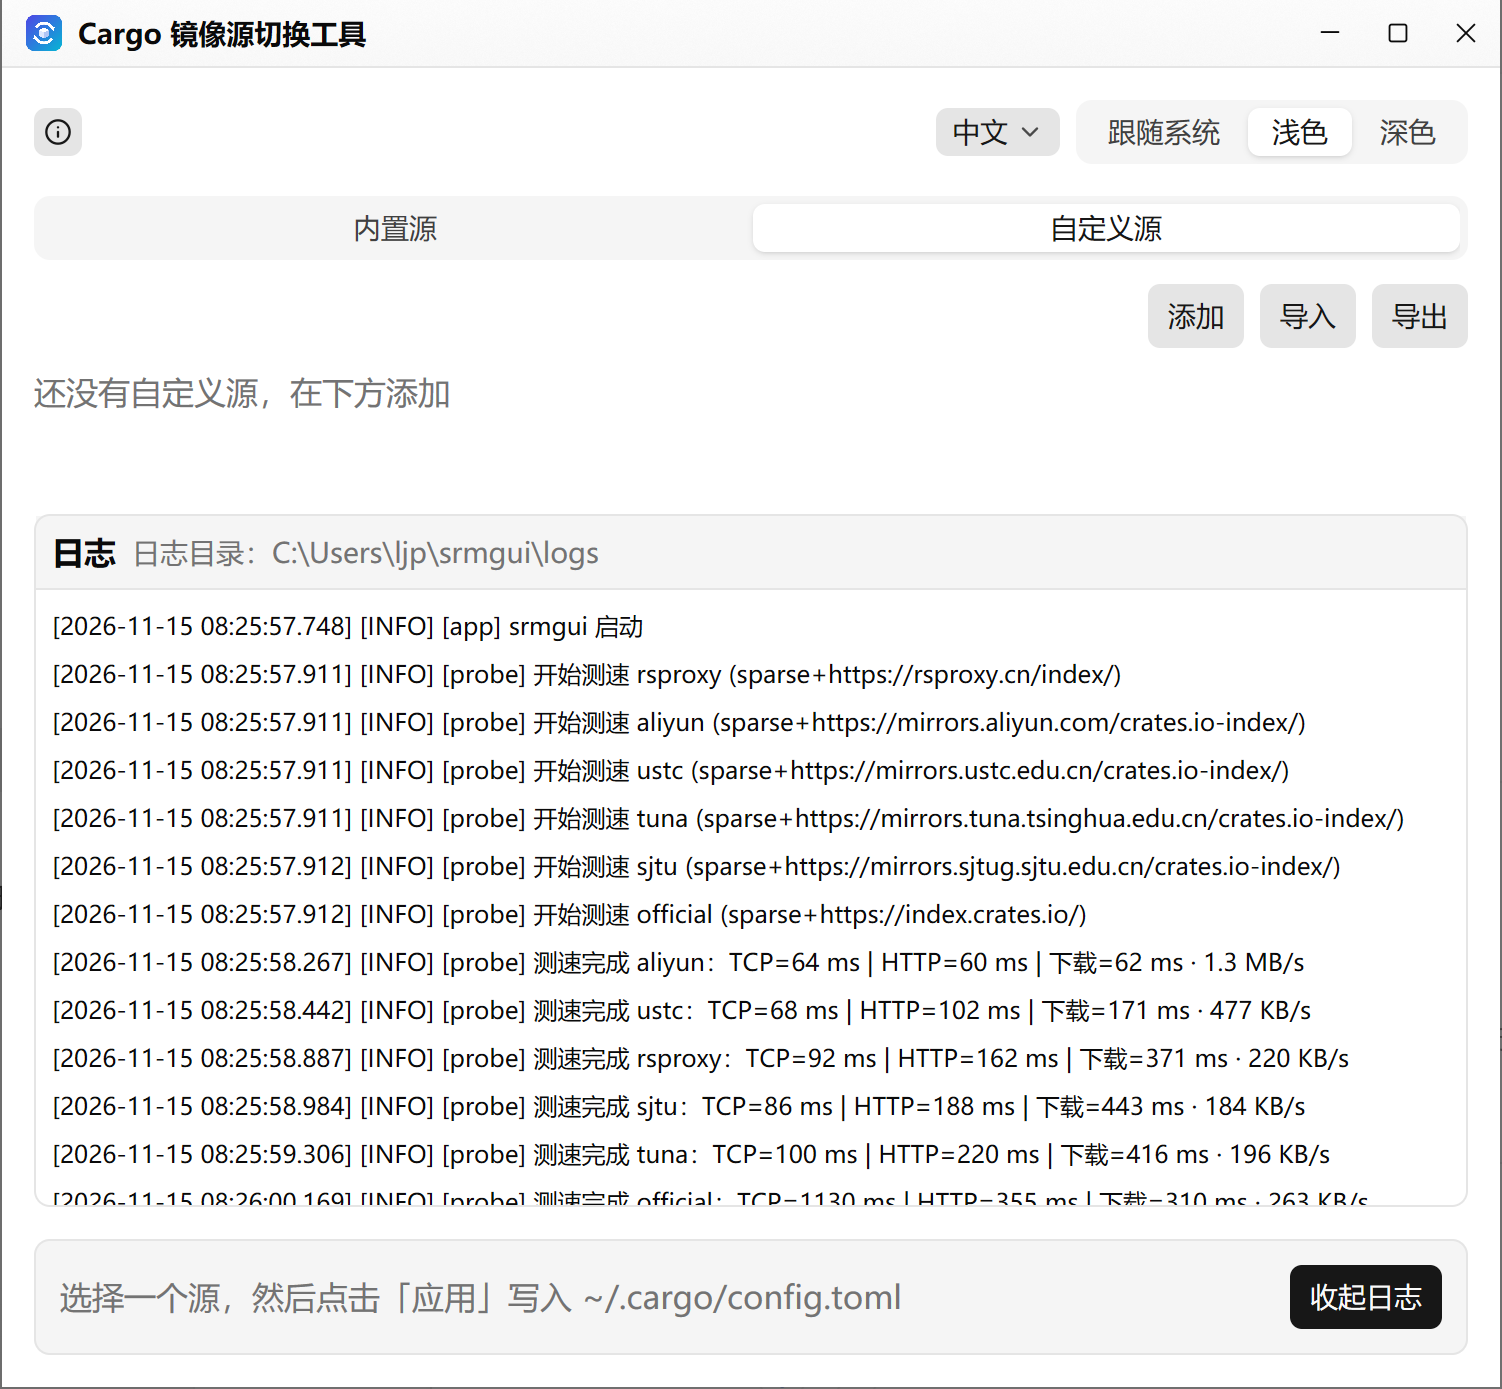 Cargo 镜像源切换工具
中文 跟随系统 浅色 深色
内置源 自定义源
添加 导入 导出
还没有自定义源，在下方添加
日志 日志目录：C:\Users\ljp\srmgui\logs
[2026-11-15 08:25:57.748] [INFO] [app] srmgui 启动
[2026-11-15 08:25:57.911] [INFO] [probe] 开始测速 rsproxy (sparse+https://rsproxy.cn/index/)
[2026-11-15 08:25:57.911] [INFO] [probe] 开始测速 aliyun (sparse+https://mirrors.aliyun.com/crates.io-index/)
[2026-11-15 08:25:57.911] [INFO] [probe] 开始测速 ustc (sparse+https://mirrors.ustc.edu.cn/crates.io-index/)
[2026-11-15 08:25:57.911] [INFO] [probe] 开始测速 tuna (sparse+https://mirrors.tuna.tsinghua.edu.cn/crates.io-index/)
[2026-11-15 08:25:57.912] [INFO] [probe] 开始测速 sjtu (sparse+https://mirrors.sjtug.sjtu.edu.cn/crates.io-index/)
[2026-11-15 08:25:57.912] [INFO] [probe] 开始测速 official (sparse+https://index.crates.io/)
[2026-11-15 08:25:58.267] [INFO] [probe] 测速完成 aliyun：TCP=64 ms | HTTP=60 ms | 下载=62 ms · 1.3 MB/s
[2026-11-15 08:25:58.442] [INFO] [probe] 测速完成 ustc：TCP=68 ms | HTTP=102 ms | 下载=171 ms · 477 KB/s
[2026-11-15 08:25:58.887] [INFO] [probe] 测速完成 rsproxy：TCP=92 ms | HTTP=162 ms | 下载=371 ms · 220 KB/s
[2026-11-15 08:25:58.984] [INFO] [probe] 测速完成 sjtu：TCP=86 ms | HTTP=188 ms | 下载=443 ms · 184 KB/s
[2026-11-15 08:25:59.306] [INFO] [probe] 测速完成 tuna：TCP=100 ms | HTTP=220 ms | 下载=416 ms · 196 KB/s
[2026-11-15 08:26:00.169] [INFO] [probe] 测速完成 official：TCP=1130 ms | HTTP=355 ms | 下载=310 ms · 263 KB/s
选择一个源，然后点击「应用」写入 ~/.cargo/config.toml 收起日志